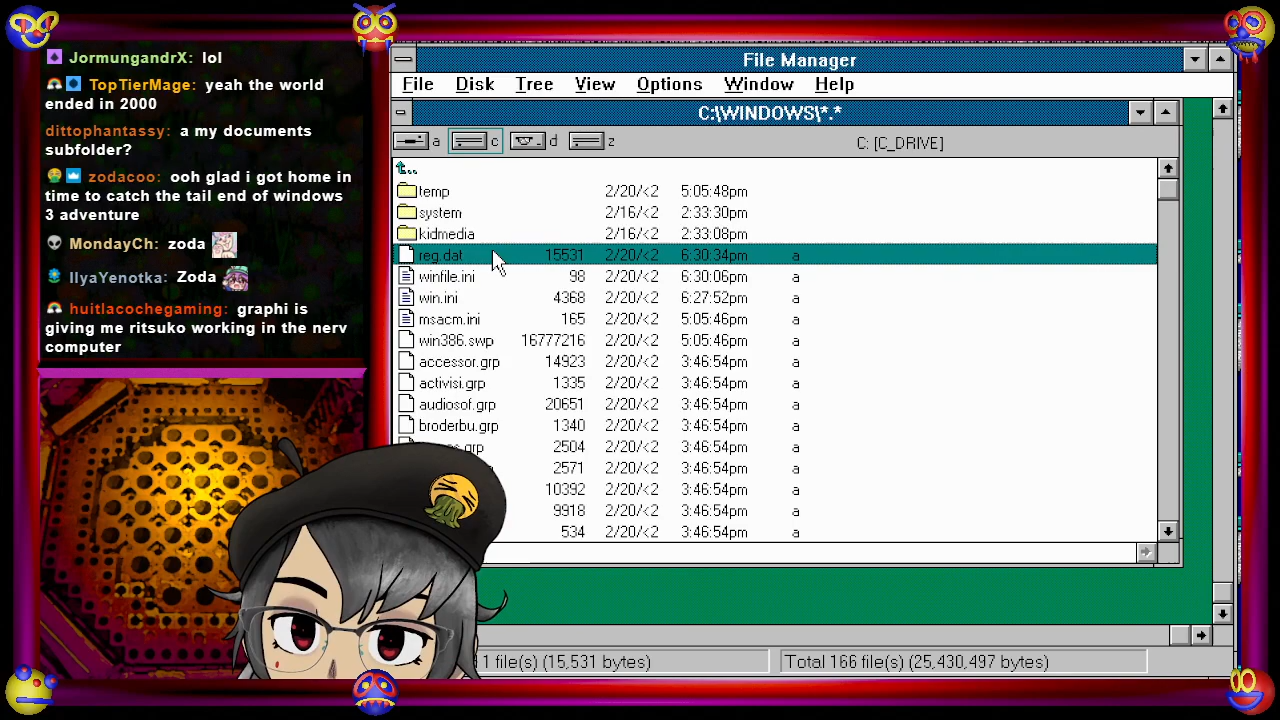 JormungandrX: lol
TopTierMage: yeah the world
ended in 2000
dittophantassy: a my documents
subfolder?
zodacoo: ooh glad i got home in
time to catch the tail end of windows
3 adventure
MondayCh: zoda
IlyaYenotka: Zoda
huitlacochegaming: graphi is
giving me ritsuko working in the nerv
computer
File Manager
File Disk Tree View Options Window Help
C:\WINDOWS\*.*
a c d z C: [C_DRIVE]
..
temp 2/20/<2 5:05:48pm
system 2/16/<2 2:33:30pm
kidmedia 2/16/<2 2:33:08pm
reg.dat 15531 2/20/<2 6:30:34pm a
winfile.ini 98 2/20/<2 6:30:06pm a
win.ini 4368 2/20/<2 6:27:52pm a
msacm.ini 165 2/20/<2 5:05:46pm a
win386.swp 16777216 2/20/<2 5:05:46pm a
accessor.grp 14923 2/20/<2 3:46:54pm a
activisi.grp 1335 2/20/<2 3:46:54pm a
audiosof.grp 20651 2/20/<2 3:46:54pm a
broderbu.grp 1340 2/20/<2 3:46:54pm a
.grp 2504 2/20/<2 3:46:54pm a
2571 2/20/<2 3:46:54pm a
10392 2/20/<2 3:46:54pm a
9918 2/20/<2 3:46:54pm a
534 2/20/<2 3:46:54pm a
1 file(s) (15,531 bytes) Total 166 file(s) (25,430,497 bytes)